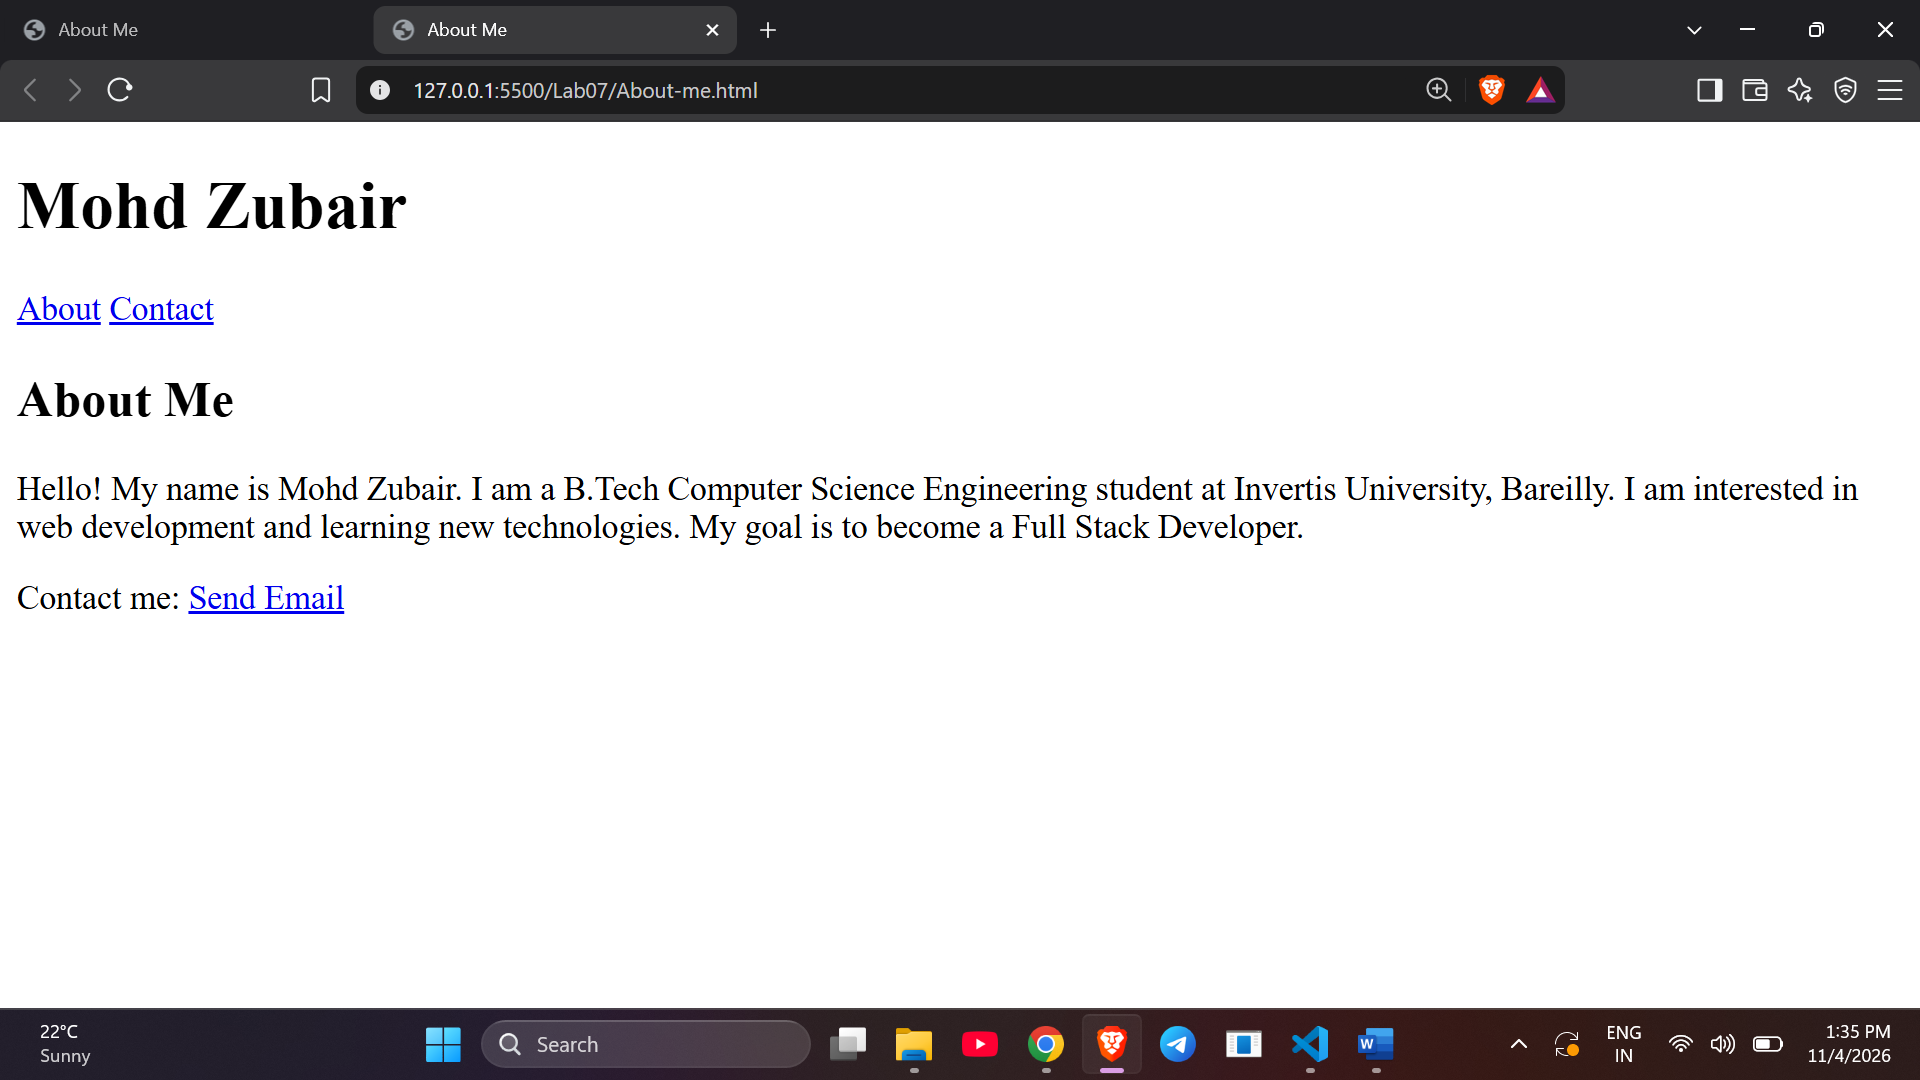 About Me
About Me
127.0.0.1:5500/Lab07/About-me.html
Mohd Zubair
About Contact
About Me
Hello! My name is Mohd Zubair. I am a B.Tech Computer Science Engineering student at Invertis University, Bareilly. I am interested in
web development and learning new technologies. My goal is to become a Full Stack Developer.
Contact me: Send Email
22°C
Sunny
Search
W
ENG
IN
1:35 PM
11/4/2026